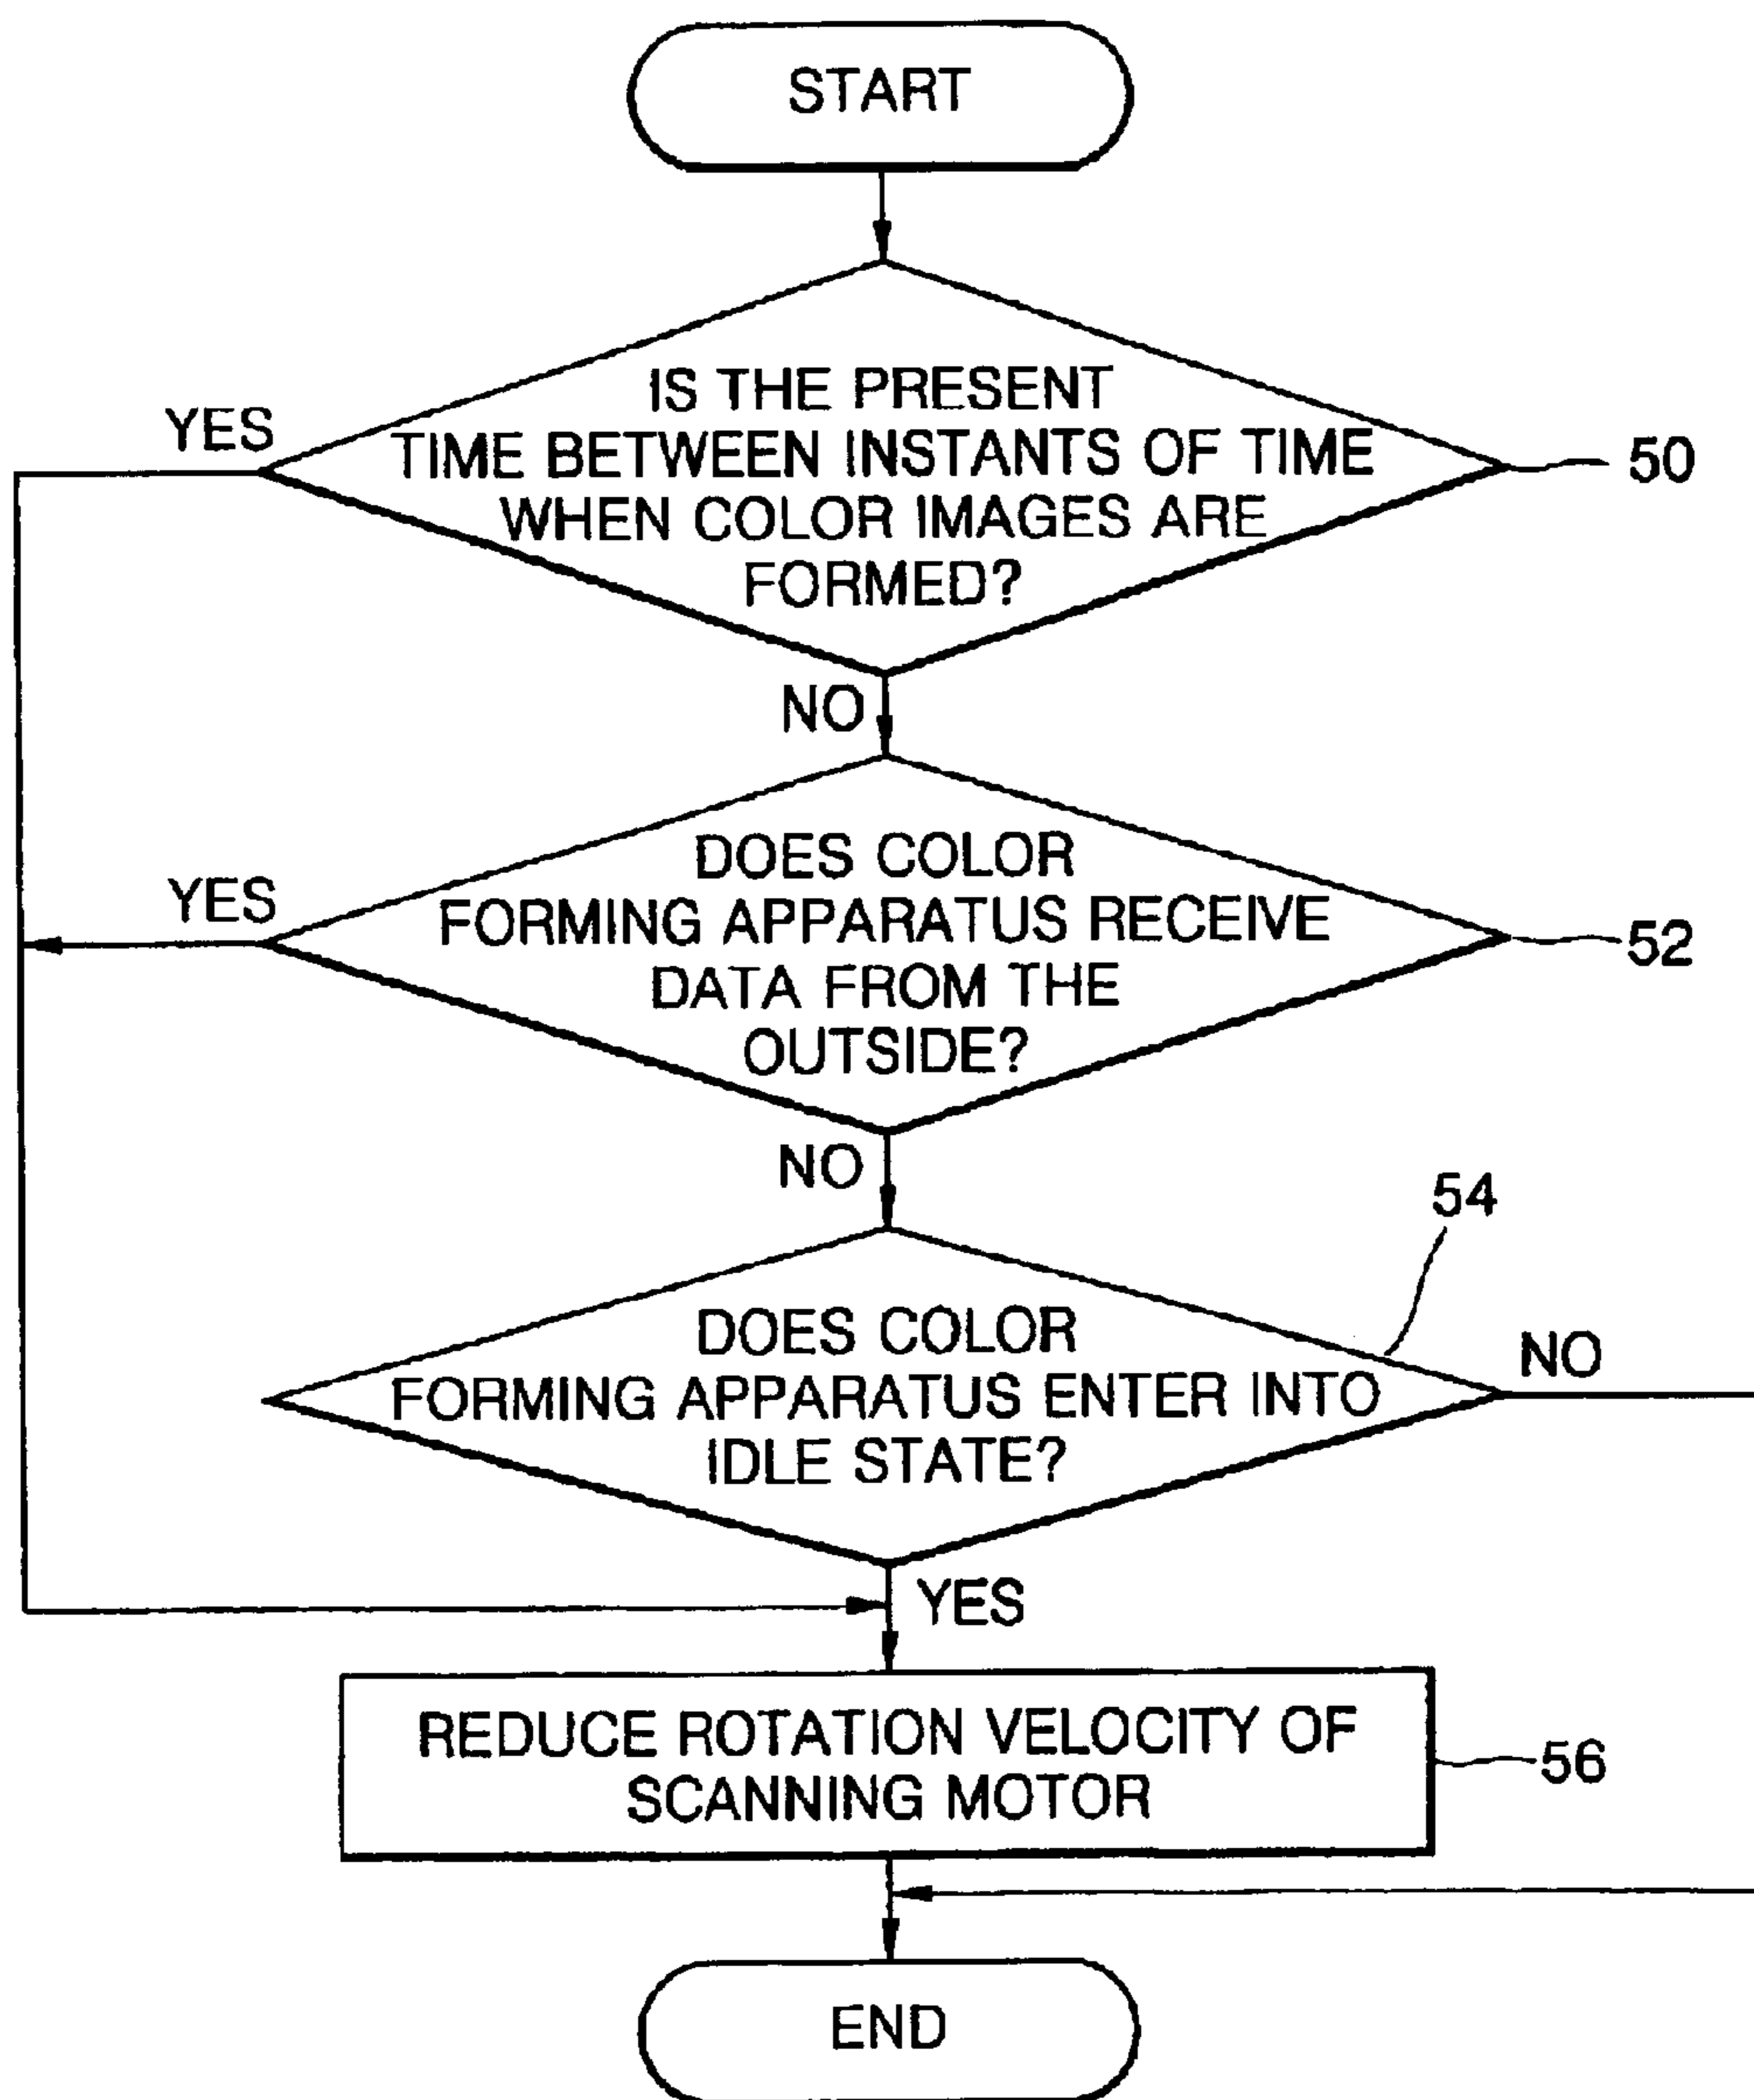 START
IS THE PRESENT
TIME BETWEEN INSTANTS OF TIME
WHEN COLOR IMAGES ARE
FORMED?
YES
50
NO
DOES COLOR
FORMING APPARATUS RECEIVE
DATA FROM THE
OUTSIDE?
YES
52
NO
54
DOES COLOR
FORMING APPARATUS ENTER INTO
IDLE STATE?
NO
YES
REDUCE ROTATION VELOCITY OF
SCANNING MOTOR
56
END